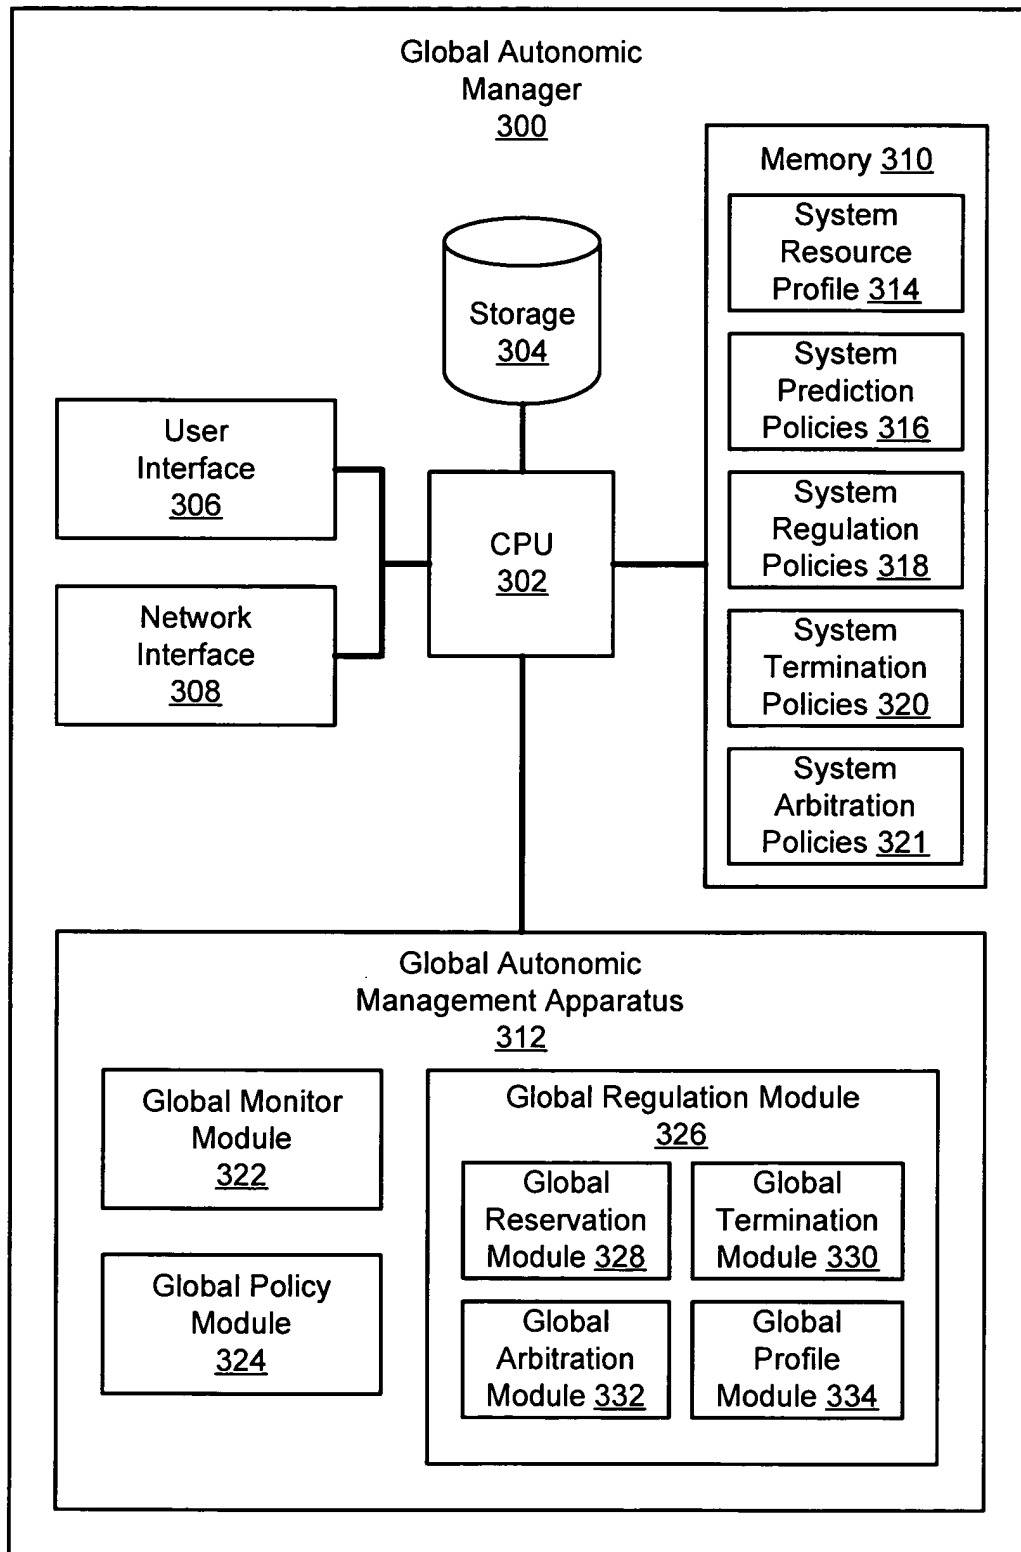 Global Autonomic
Manager
300
Memory 310
System
Resource
Profile 314
System
Prediction
Policies 316
System
Regulation
Policies 318
System
Termination
Policies 320
System
Arbitration
Policies 321
Storage
304
User
Interface
306
CPU
302
Network
Interface
308
Global Autonomic
Management Apparatus
312
Global Monitor
Module
322
Global Policy
Module
324
Global Regulation Module
326
Global
Reservation
Module 328
Global
Termination
Module 330
Global
Arbitration
Module 332
Global
Profile
Module 334